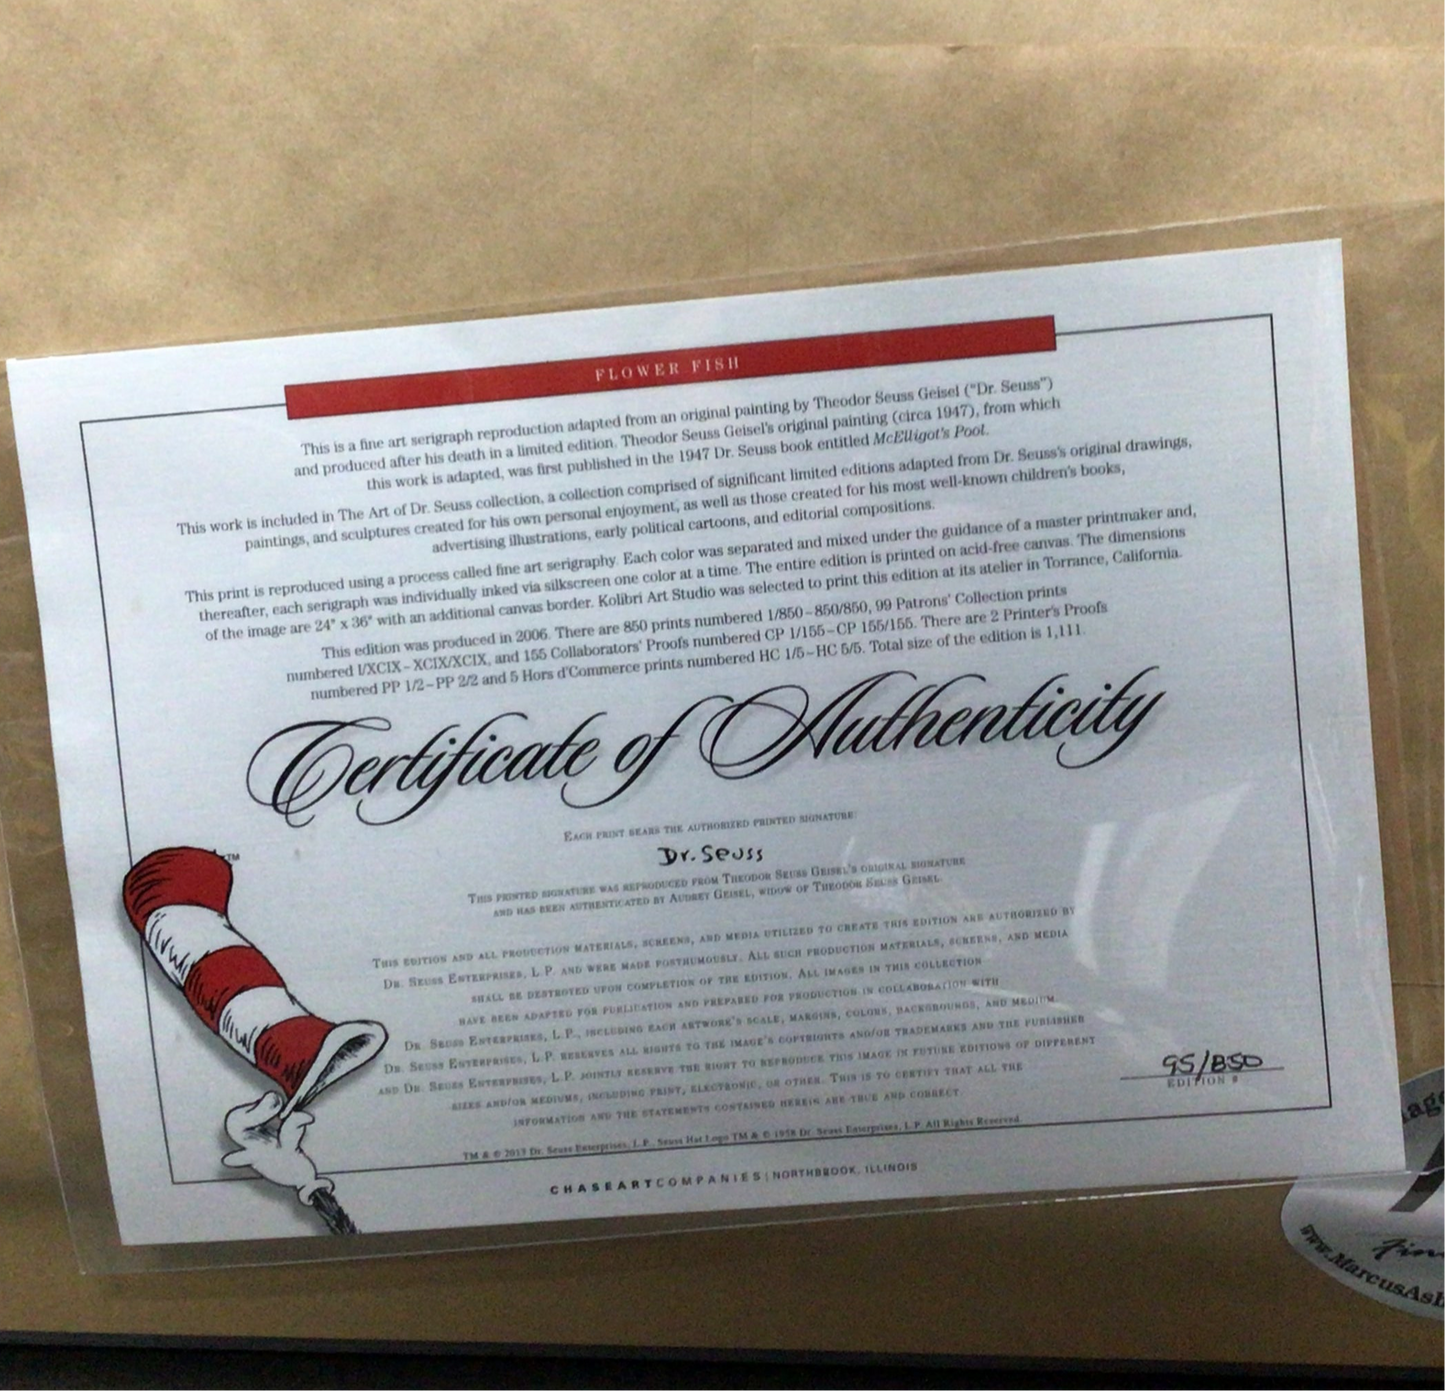 FLOWER FISH
This is a fine art serigraph reproduction adapted from an original painting by Theodor Seuss Geisel ("Dr. Seuss")
and produced after his death in a limited edition. Theodor Seuss Geisel's original painting (circa 1947), from which
this work is adapted, was first published in the 1947 Dr. Seuss book entitled McElligot's Pool.
This work is included in The Art of Dr. Seuss collection, a collection comprised of significant limited editions adapted from Dr. Seuss's original drawings,
paintings, and sculptures created for his own personal enjoyment, as well as those created for his most well-known children's books,
advertising illustrations, early political cartoons, and editorial compositions.
This print is reproduced using a process called fine art serigraphy. Each color was separated and mixed under the guidance of a master printmaker and,
thereafter, each serigraph was individually inked via silkscreen one color at a time. The entire edition is printed on acid-free canvas. The dimensions
of the image are 24" x 36" with an additional canvas border. Kolibri Art Studio was selected to print this edition at its atelier in Torrance, California.
This edition was produced in 2006. There are 850 prints numbered 1/850–850/850, 99 Patrons' Collection prints
numbered I/XCIX – XCIX/XCIX, and 155 Collaborators' Proofs numbered CP 1/155–CP 155/155. There are 2 Printer's Proofs
numbered PP 1/2–PP 2/2 and 5 Hors d'Commerce prints numbered HC 1/5–HC 5/5. Total size of the edition is 1,111.
Certificate of Authenticity
EACH PRINT BEARS THE AUTHORIZED PRINTED SIGNATURE:
Dr. Seuss
TM
THIS PRINTED SIGNATURE WAS REPRODUCED FROM THEODOR SEUSS GEISEL'S ORIGINAL SIGNATURE
AND HAS BEEN AUTHENTICATED BY AUDREY GEISEL, WIDOW OF THEODOR SEUSS GEISEL.
THIS EDITION AND ALL PRODUCTION MATERIALS, SCREENS, AND MEDIA UTILIZED TO CREATE THIS EDITION ARE AUTHORIZED BY
DR. SEUSS ENTERPRISES, L.P. AND WERE MADE POSTHUMOUSLY. ALL SUCH PRODUCTION MATERIALS, SCREENS, AND MEDIA
SHALL BE DESTROYED UPON COMPLETION OF THE EDITION. ALL IMAGES IN THIS COLLECTION
HAVE BEEN ADAPTED FOR PUBLICATION AND PREPARED FOR PRODUCTION IN COLLABORATION WITH
DR. SEUSS ENTERPRISES, L.P., INCLUDING EACH ARTWORK'S SCALE, MARGINS, COLORS, BACKGROUNDS, AND MEDIUM.
DR. SEUSS ENTERPRISES, L.P. RESERVES ALL RIGHTS TO THE IMAGE'S COPYRIGHTS AND/OR TRADEMARKS AND THE PUBLISHER
AND DR. SEUSS ENTERPRISES, L.P. JOINTLY RESERVE THE RIGHT TO REPRODUCE THIS IMAGE IN FUTURE EDITIONS OF DIFFERENT
SIZES AND/OR MEDIUMS, INCLUDING PRINT, ELECTRONIC, OR OTHER. THIS IS TO CERTIFY THAT ALL THE
INFORMATION AND THE STATEMENTS CONTAINED HEREIN ARE TRUE AND CORRECT.
95/850
EDITION #
TM & © 2013 Dr. Seuss Enterprises, L.P., Seuss Hat Logo TM & © 1958 Dr. Seuss Enterprises, L.P. All Rights Reserved
CHASEARTCOMPANIES | NORTHBROOK, ILLINOIS
www.MarcusAsh